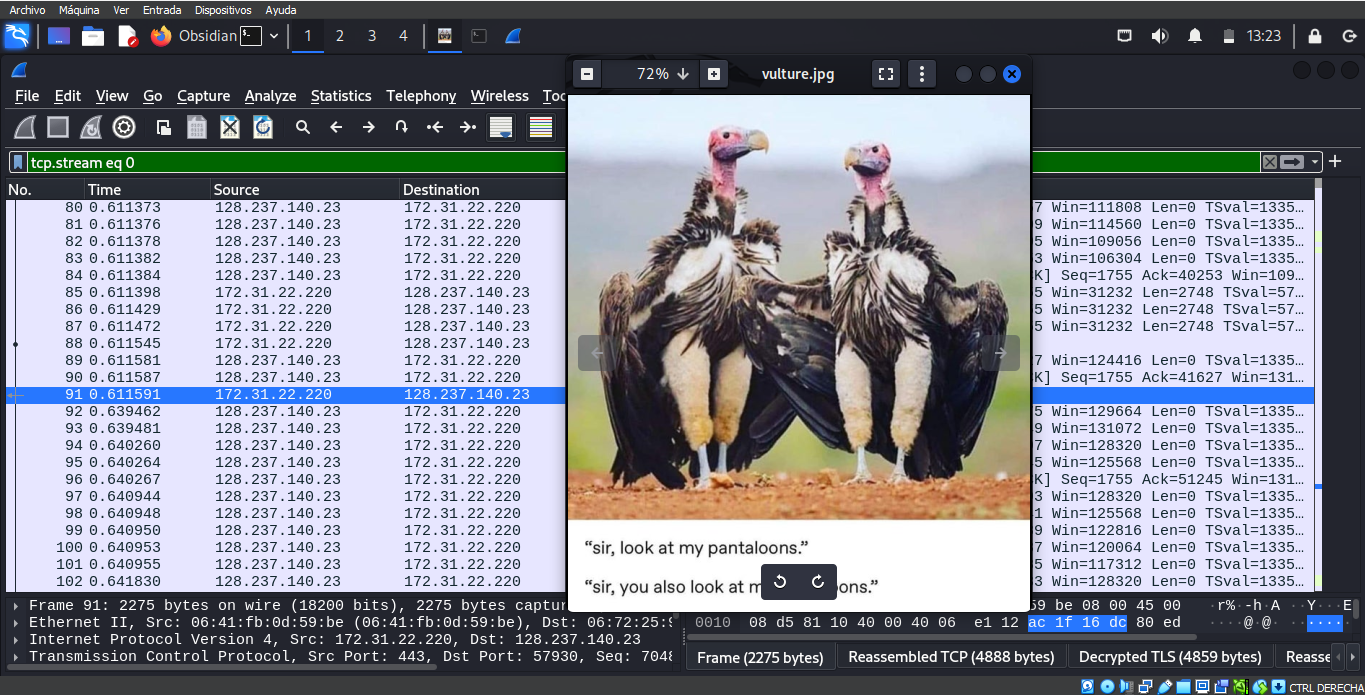 Archivo Máquina Ver Entrada Dispositivos Ayuda
Obsidian 1 2 3 4 13:23
72% vulture.jpg
File Edit View Go Capture Analyze Statistics Telephony Wireless
tcp.stream eq 0
No. Time Source Destination
80 0.611373 128.237.140.23 172.31.22.220 7 Win=111808 Len=0 TSval=1335…
81 0.611376 128.237.140.23 172.31.22.220 9 Win=114560 Len=0 TSval=1335…
82 0.611378 128.237.140.23 172.31.22.220 5 Win=109056 Len=0 TSval=1335…
83 0.611382 128.237.140.23 172.31.22.220 3 Win=106304 Len=0 TSval=1335…
84 0.611384 128.237.140.23 172.31.22.220 K] Seq=1755 Ack=40253 Win=109…
85 0.611398 172.31.22.220 128.237.140.23 5 Win=31232 Len=2748 TSval=57…
86 0.611429 172.31.22.220 128.237.140.23 5 Win=31232 Len=2748 TSval=57…
87 0.611472 172.31.22.220 128.237.140.23 5 Win=31232 Len=2748 TSval=57…
88 0.611545 172.31.22.220 128.237.140.23
89 0.611581 128.237.140.23 172.31.22.220 7 Win=124416 Len=0 TSval=1335…
90 0.611587 128.237.140.23 172.31.22.220 K] Seq=1755 Ack=41627 Win=131…
91 0.611591 172.31.22.220 128.237.140.23
92 0.639462 128.237.140.23 172.31.22.220 5 Win=129664 Len=0 TSval=1335…
93 0.639481 128.237.140.23 172.31.22.220 9 Win=131072 Len=0 TSval=1335…
94 0.640260 128.237.140.23 172.31.22.220 7 Win=128320 Len=0 TSval=1335…
95 0.640264 128.237.140.23 172.31.22.220 5 Win=125568 Len=0 TSval=1335…
96 0.640267 128.237.140.23 172.31.22.220 K] Seq=1755 Ack=51245 Win=131…
97 0.640944 128.237.140.23 172.31.22.220 3 Win=128320 Len=0 TSval=1335…
98 0.640948 128.237.140.23 172.31.22.220 1 Win=125568 Len=0 TSval=1335…
99 0.640950 128.237.140.23 172.31.22.220 9 Win=122816 Len=0 TSval=1335…
100 0.640953 128.237.140.23 172.31.22.220 7 Win=120064 Len=0 TSval=1335…
101 0.640955 128.237.140.23 172.31.22.220 5 Win=117312 Len=0 TSval=1335…
102 0.641830 128.237.140.23 172.31.22.220 3 Win=128320 Len=0 TSval=1335…
“sir, look at my pantaloons.”
“sir, you also look at m oons.”
Frame 91: 2275 bytes on wire (18200 bits), 2275 bytes captur
Ethernet II, Src: 06:41:fb:0d:59:be (06:41:fb:0d:59:be), Dst: 06:72:25:9
Internet Protocol Version 4, Src: 172.31.22.220, Dst: 128.237.140.23
Transmission Control Protocol, Src Port: 443, Dst Port: 57930, Seq: 7048
59 be 08 00 45 00 · r% -h A · · Y · · · E
0010 08 d5 81 10 40 00 40 06 e1 12 ac 1f 16 dc 80 ed · · · · @ @ · · · · · · · ·
Frame (2275 bytes) Reassembled TCP (4888 bytes) Decrypted TLS (4859 bytes) Reasse
CTRL DERECHA